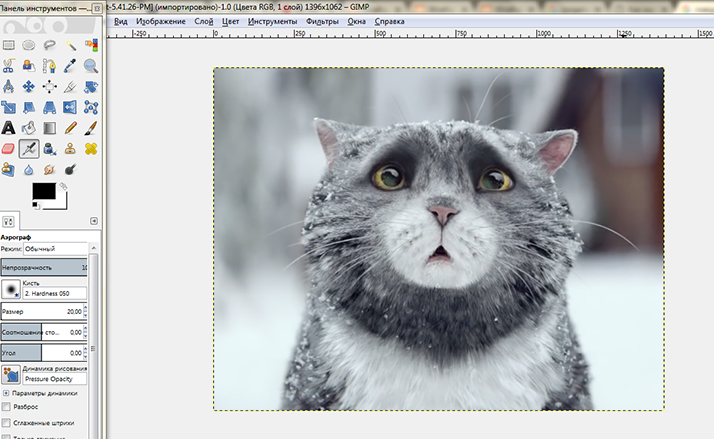 Панель инструментов —...
t-5.41.26-PM] (импортировано)-1.0 (Цвета RGB, 1 слой) 1396x1062 – GIMP
Вид Изображение Слой Цвет Инструменты Фильтры Окна Справка
-250 0 250 500 750 1000 1250 1500
Аэрограф
Режим: Обычный
Непрозрачность 10
Кисть
2. Hardness 050
Размер 20,00
Соотношение сто... 0,00
Угол 0,00
Динамика рисования
Pressure Opacity
Параметры динамики
Разброс
Сглаженные штрихи